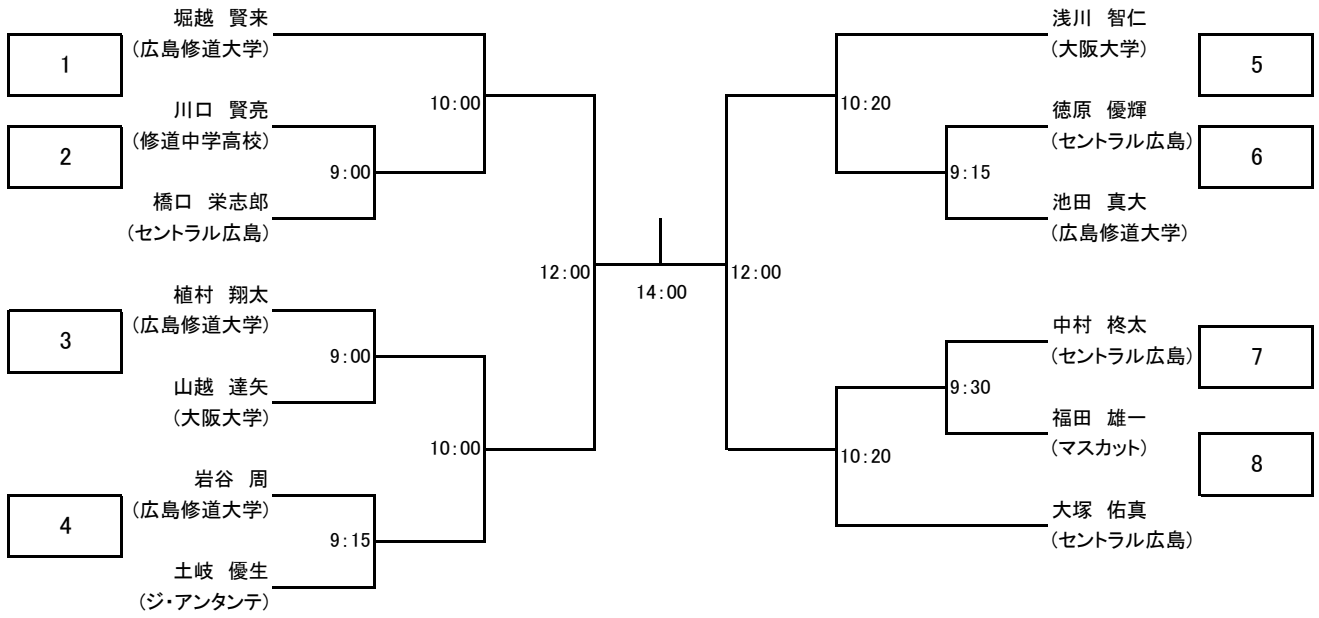 堀越 賢来
(広島修道大学)
1
10:00
川口 賢亮
(修道中学高校)
2
9:00
橋口 栄志郎
(セントラル広島)
12:00
植村 翔太
(広島修道大学)
3
9:00
山越 達矢
(大阪大学)
10:00
岩谷 周
(広島修道大学)
4
9:15
土岐 優生
(ジ・アンタンテ)
14:00
浅川 智仁
(大阪大学)
5
10:20
徳原 優輝
(セントラル広島)
6
9:15
池田 真大
(広島修道大学)
12:00
中村 柊太
(セントラル広島)
7
9:30
福田 雄一
(マスカット)
8
10:20
大塚 佑真
(セントラル広島)